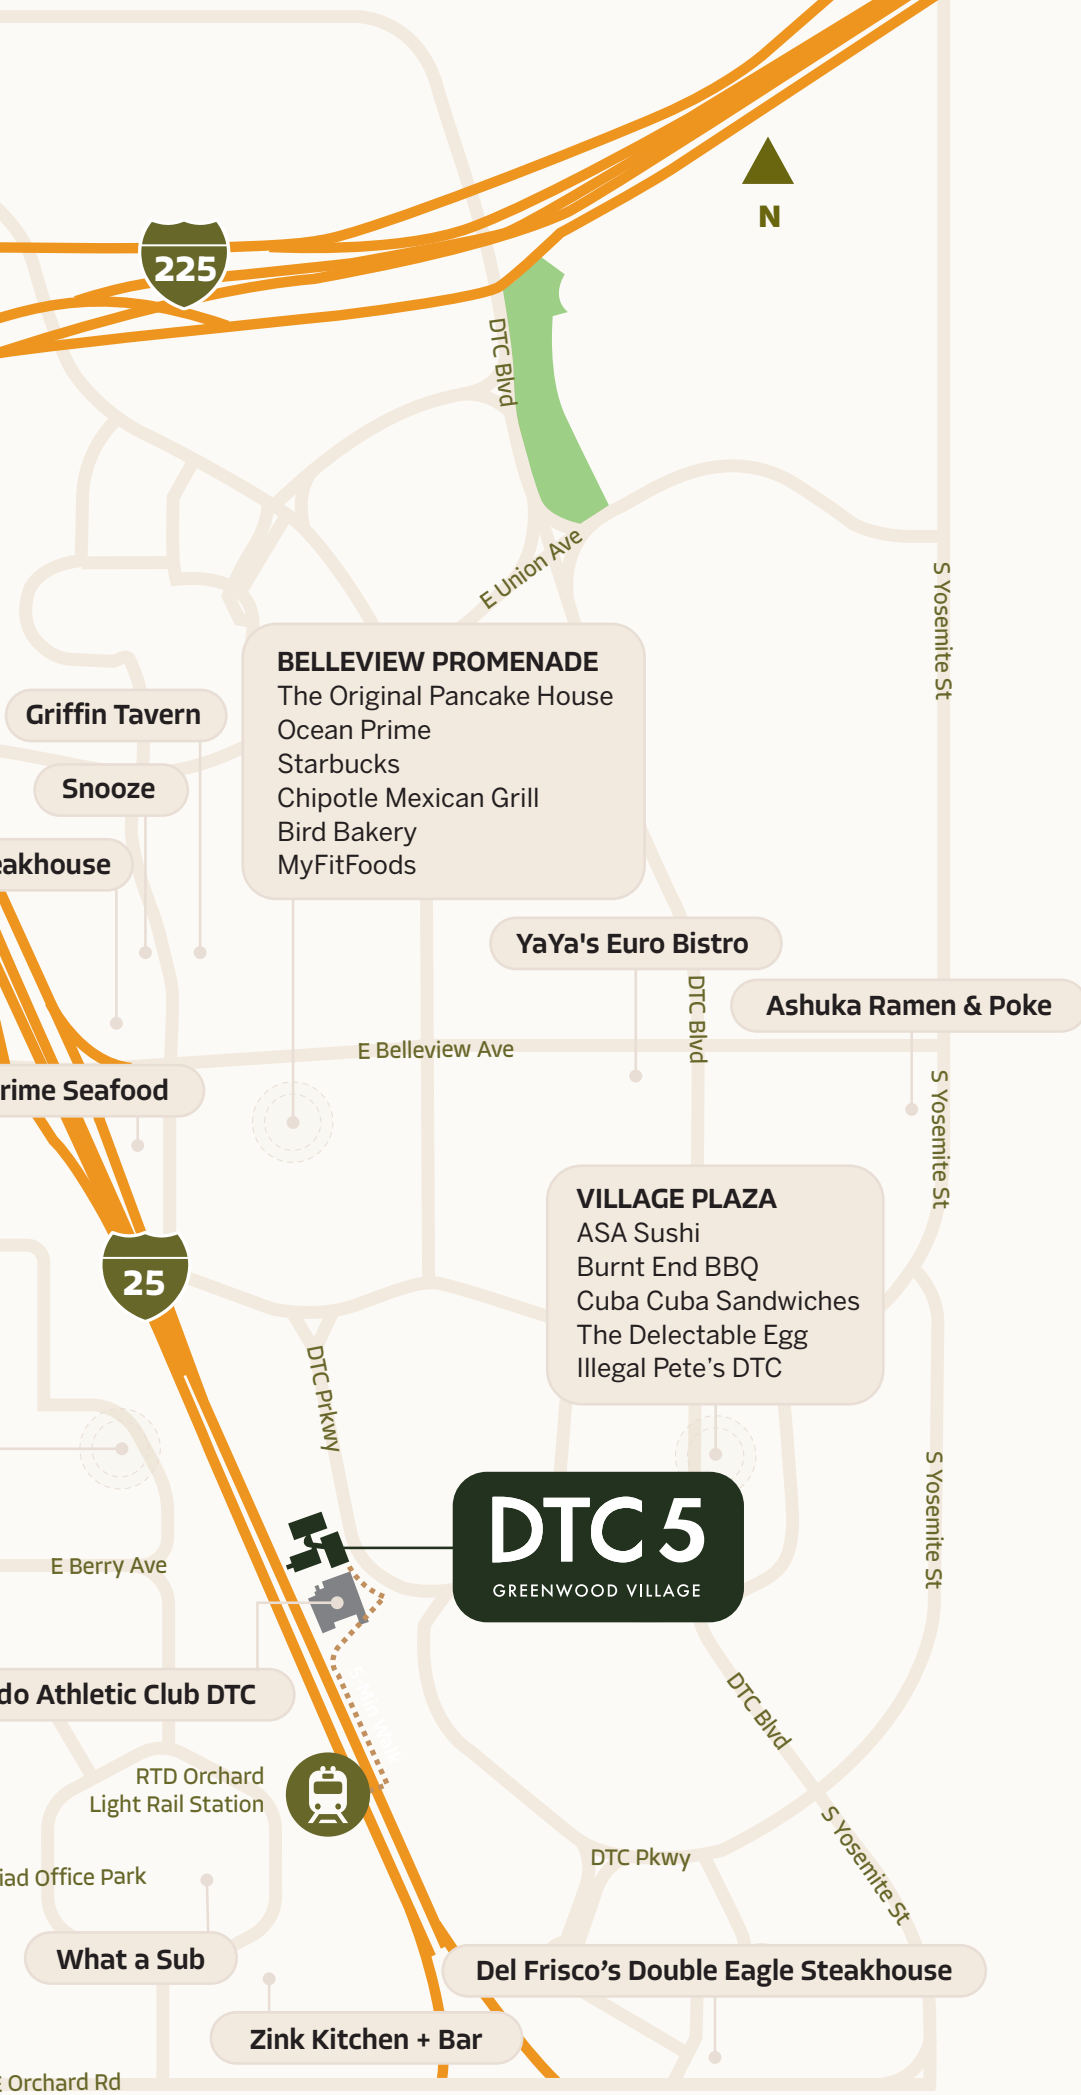 225
N
DTC Blvd
E Union Ave
S Yosemite St
BELLEVIEW PROMENADE
The Original Pancake House
Ocean Prime
Starbucks
Chipotle Mexican Grill
Bird Bakery
MyFitFoods
Griffin Tavern
Snooze
eakhouse
YaYa's Euro Bistro
DTC Blvd
Ashuka Ramen & Poke
E Belleview Ave
rime Seafood
S Yosemite St
VILLAGE PLAZA
ASA Sushi
Burnt End BBQ
Cuba Cuba Sandwiches
The Delectable Egg
Illegal Pete’s DTC
25
DTC Prkwy
S Yosemite St
DTC 5
GREENWOOD VILLAGE
E Berry Ave
do Athletic Club DTC
5-Min Walk
DTC Blvd
RTD Orchard
Light Rail Station
S Yosemite St
DTC Pkwy
iad Office Park
What a Sub
Del Frisco’s Double Eagle Steakhouse
Zink Kitchen + Bar
E Orchard Rd